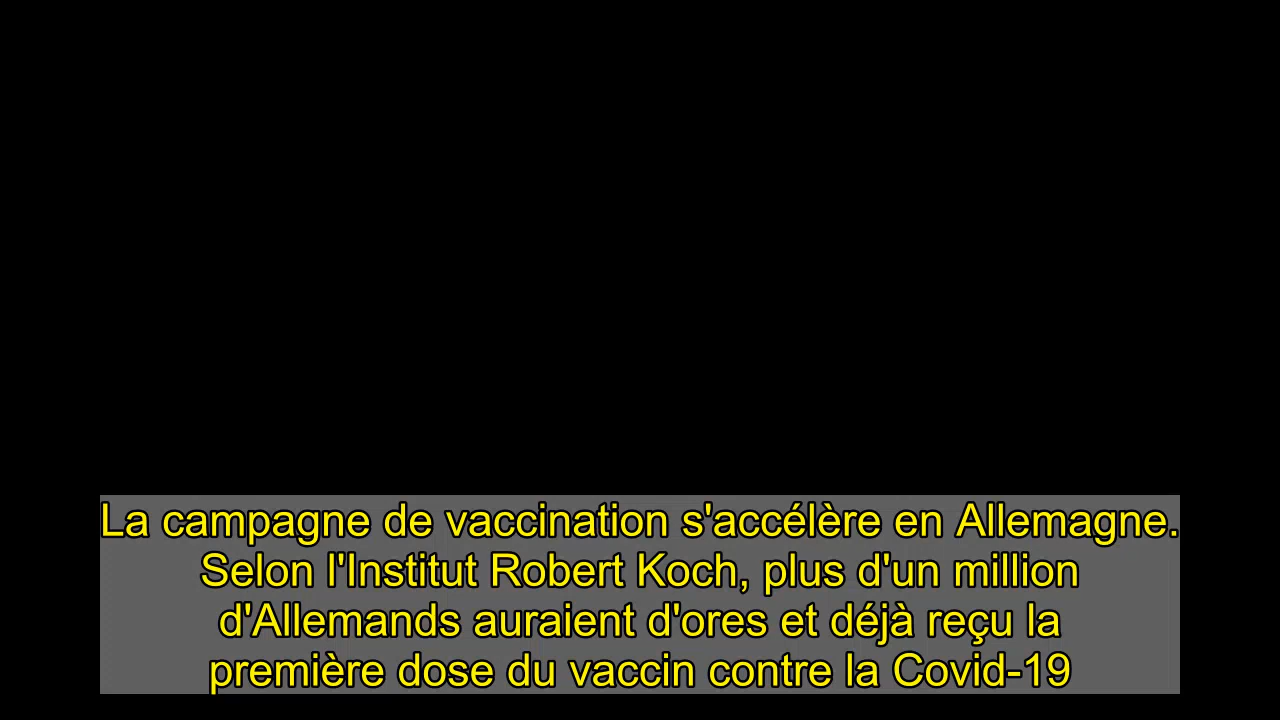 La campagne de vaccination s'accélère en Allemagne.
Selon l'Institut Robert Koch, plus d'un million
d'Allemands auraient d'ores et déjà reçu la
première dose du vaccin contre la Covid-19